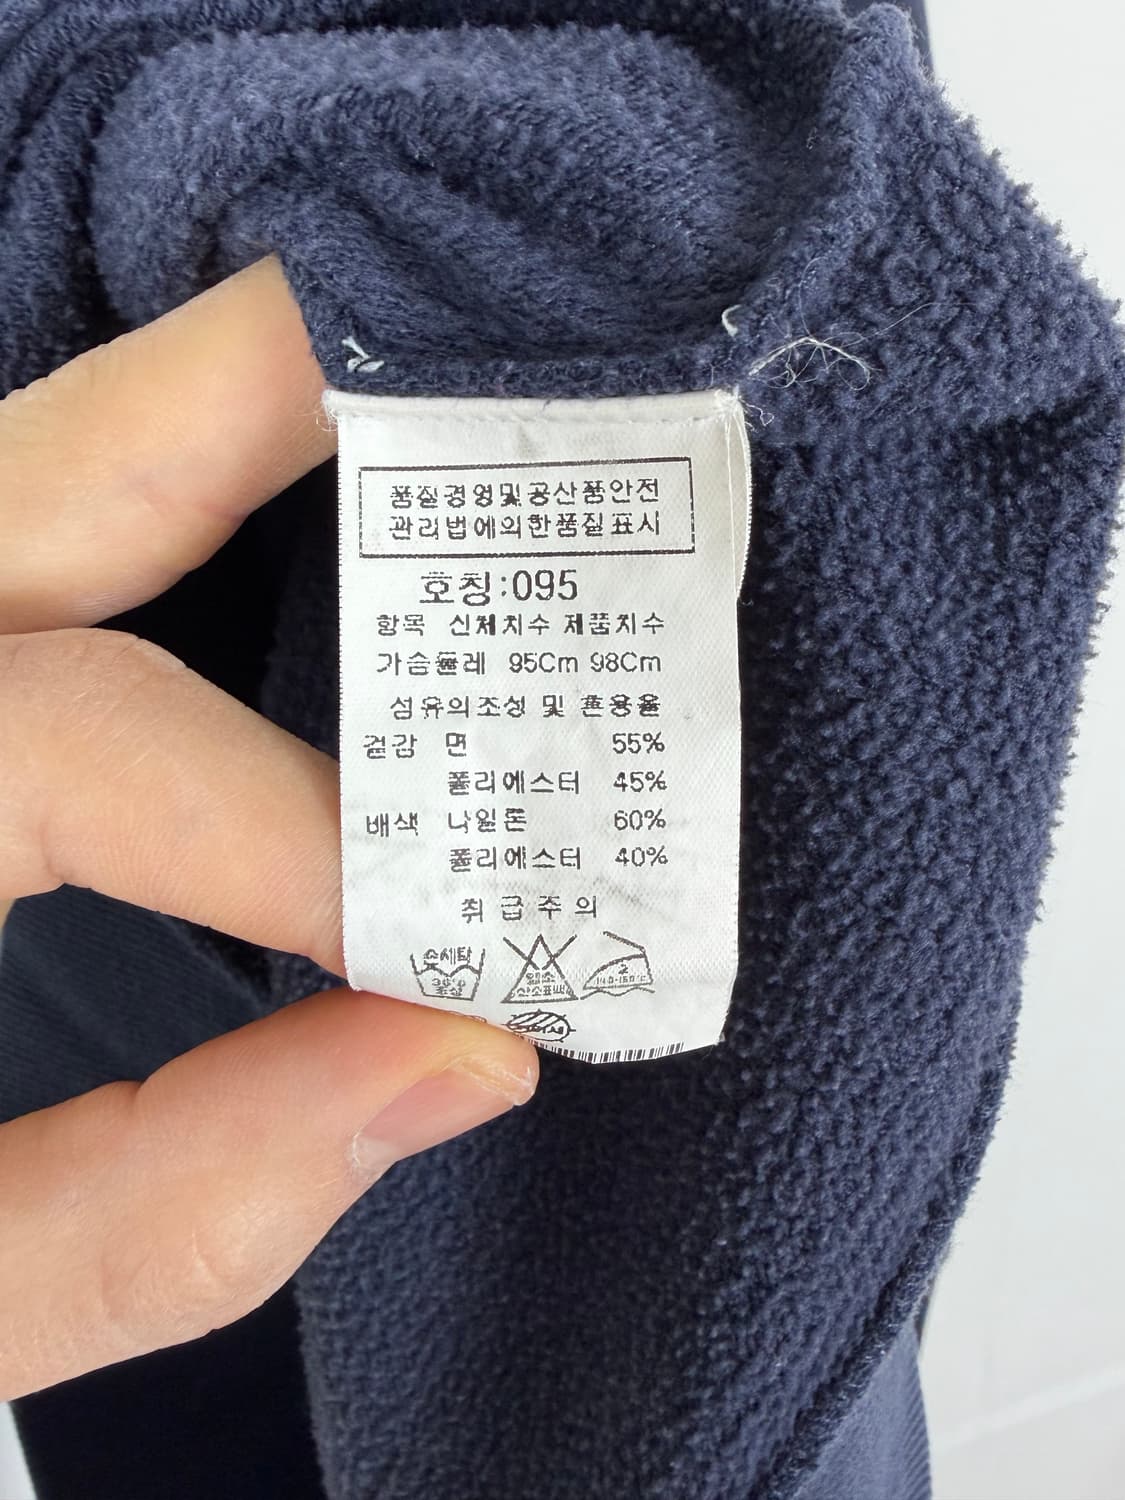 품질경영및공산품안전
관리법에의한품질표시
호칭:095
항목 신체치수 제품치수
가슴둘레 95Cm 98Cm
섬유의조성 및 혼용율
겉감 면 55%
폴리에스터 45%
배색 나일론 60%
폴리에스터 40%
취급주의
손세탁